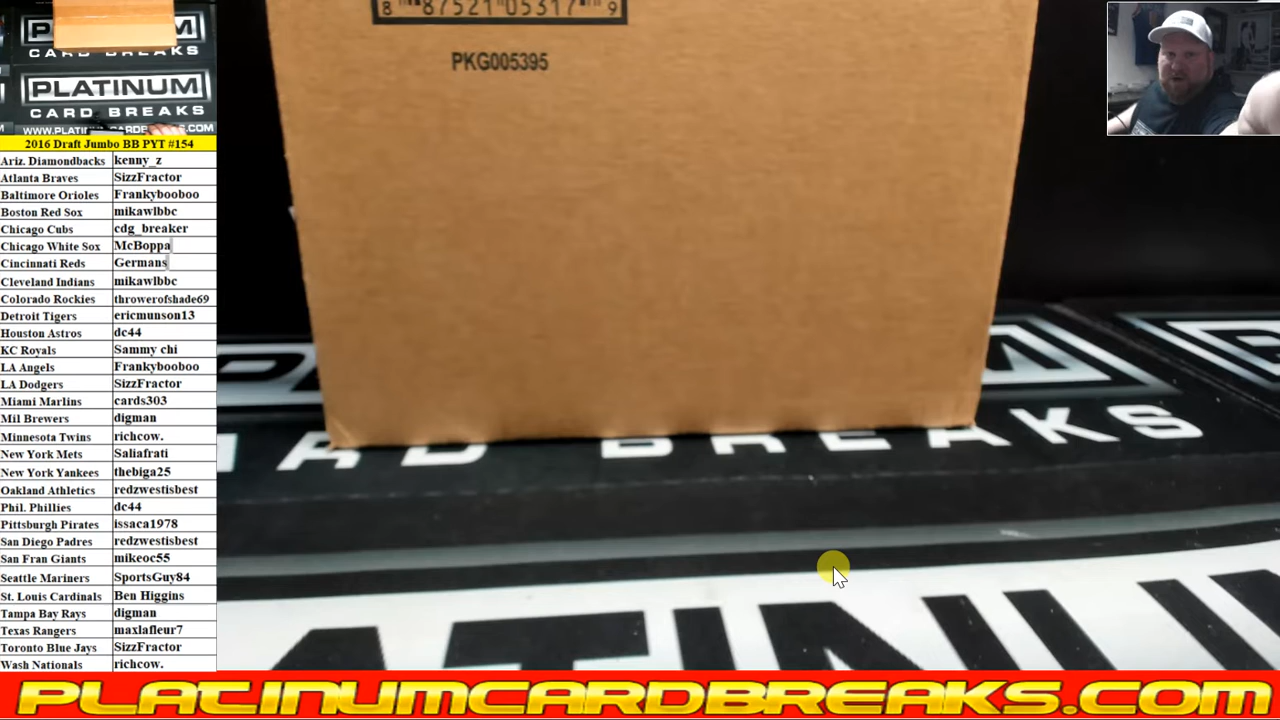 PLATINUM
CARD BREAKS
PLATINUM
CARD BREAKS
2016 Draft Jumbo BB PYT #154
Ariz. Diamondbacks kenny_z
Atlanta Braves SizzFractor
Baltimore Orioles Frankybooboo
Boston Red Sox mikawlbbc
Chicago Cubs cdg_breaker
Chicago White Sox McBoppa
Cincinnati Reds Germans
Cleveland Indians mikawlbbc
Colorado Rockies throwerofshade69
Detroit Tigers ericmunson13
Houston Astros dc44
KC Royals Sammy chi
LA Angels Frankybooboo
LA Dodgers SizzFractor
Miami Marlins cards303
Mil Brewers digman
Minnesota Twins richcow.
New York Mets Saliafrati
New York Yankees thebiga25
Oakland Athletics redzwestisbest
Phil. Phillies dc44
Pittsburgh Pirates issaca1978
San Diego Padres redzwestisbest
San Fran Giants mikeoc55
Seattle Mariners SportsGuy84
St. Louis Cardinals Ben Higgins
Tampa Bay Rays digman
Texas Rangers maxlafleur7
Toronto Blue Jays SizzFractor
Wash Nationals richcow.
8 87521 05317 9
PKG005395
BREAKS
PLATINUMCARDBREAKS.COM